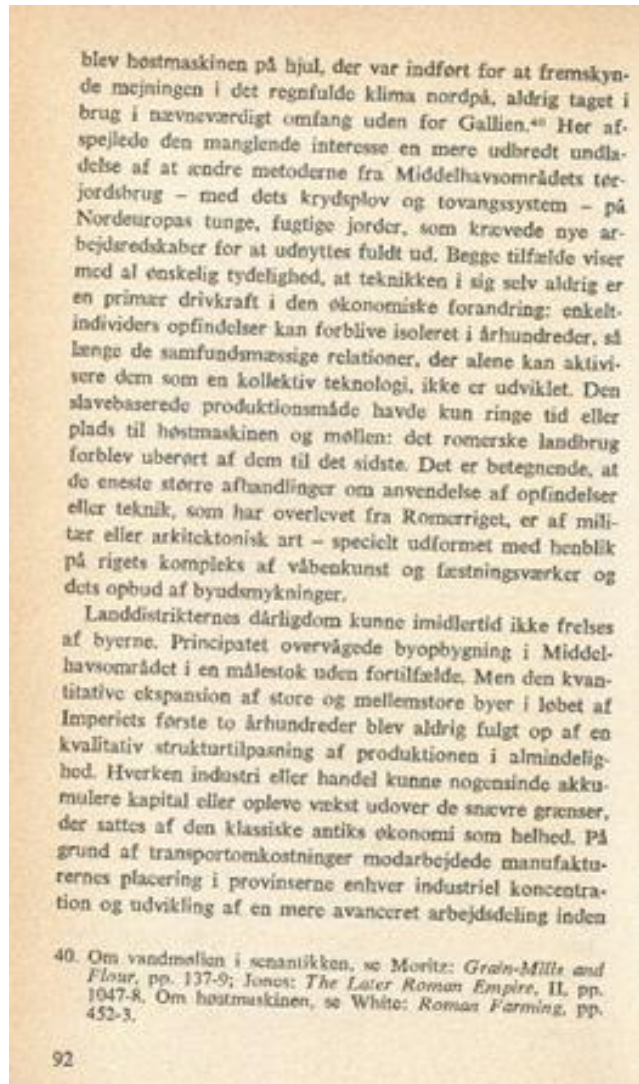 blev høstmaskinen på hjul, der var indført for at fremskyn-
de mejningen i det regnfulde klima nordpå, aldrig taget i
brug i nævneværdigt omfang uden for Gallien.⁴⁰ Her af-
spejlede den manglende interesse en mere udbredt undla-
delse af at ændre metoderne fra Middelhavsområdets tør-
jordsbrug – med dets krydsplov og tovangssystem – på
Nordeuropas tunge, fugtige jorder, som krævede nye ar-
bejdsredskaber for at udnyttes fuldt ud. Begge tilfælde viser
med al ønskelig tydelighed, at teknikken i sig selv aldrig er
en primær drivkraft i den økonomiske forandring: enkelt-
individers opfindelser kan forblive isoleret i århundreder, så
længe de samfundsmæssige relationer, der alene kan aktivi-
sere dem som en kollektiv teknologi, ikke er udviklet. Den
slavebaserede produktionsmåde havde kun ringe tid eller
plads til høstmaskinen og møllen: det romerske landbrug
forblev uberørt af dem til det sidste. Det er betegnende, at
de eneste større afhandlinger om anvendelse af opfindelser
eller teknik, som har overlevet fra Romerriget, er af mili-
tær eller arkitektonisk art – specielt udformet med henblik
på rigets kompleks af våbenkunst og fæstningsværker og
dets opbud af byudsmykninger.
Landdistrikternes dårligdom kunne imidlertid ikke frelses
af byerne. Principatet overvågede byopbygning i Middel-
havsområdet i en målestok uden fortilfælde. Men den kvan-
titative ekspansion af store og mellemstore byer i løbet af
Imperiets første to århundreder blev aldrig fulgt op af en
kvalitativ strukturtilpasning af produktionen i almindelig-
hed. Hverken industri eller handel kunne nogensinde akku-
mulere kapital eller opleve vækst udover de snævre grænser,
der sattes af den klassiske antiks økonomi som helhed. På
grund af transportomkostninger modarbejdede manufaktu-
rernes placering i provinserne enhver industriel koncentra-
tion og udvikling af en mere avanceret arbejdsdeling inden
40. Om vandmøllen i senantikken, se Moritz: Grain-Mills and
Flour, pp. 137-9; Jones: The Later Roman Empire, II, pp.
1047-8. Om høstmaskinen, se White: Roman Farming, pp.
452-3.
92